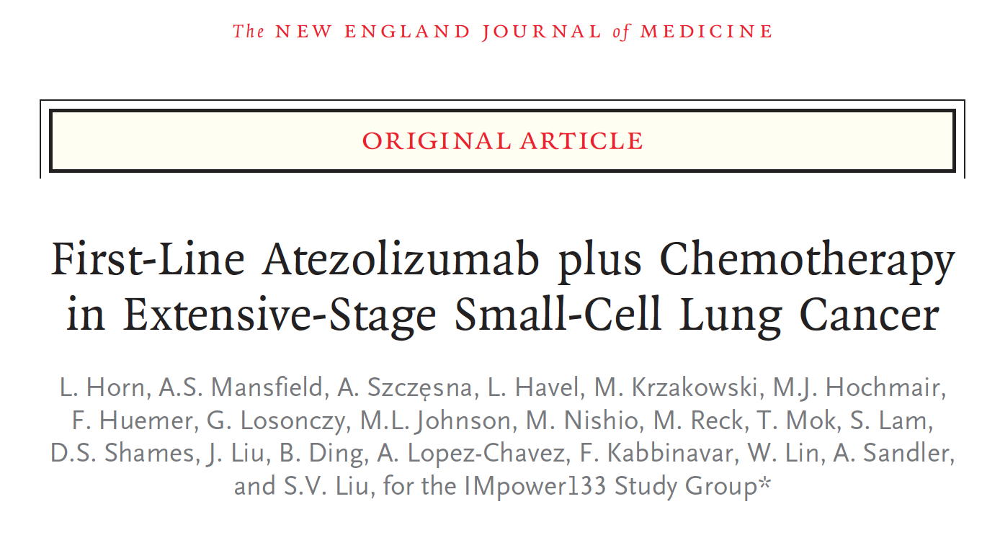 The NEW ENGLAND JOURNAL of MEDICINE
ORIGINAL ARTICLE
First-Line Atezolizumab plus Chemotherapy
in Extensive-Stage Small-Cell Lung Cancer
L. Horn, A.S. Mansfield, A. Szczęsna, L. Havel, M. Krzakowski, M.J. Hochmair,
F. Huemer, G. Losonczy, M.L. Johnson, M. Nishio, M. Reck, T. Mok, S. Lam,
D.S. Shames, J. Liu, B. Ding, A. Lopez-Chavez, F. Kabbinavar, W. Lin, A. Sandler,
and S.V. Liu, for the IMpower133 Study Group*